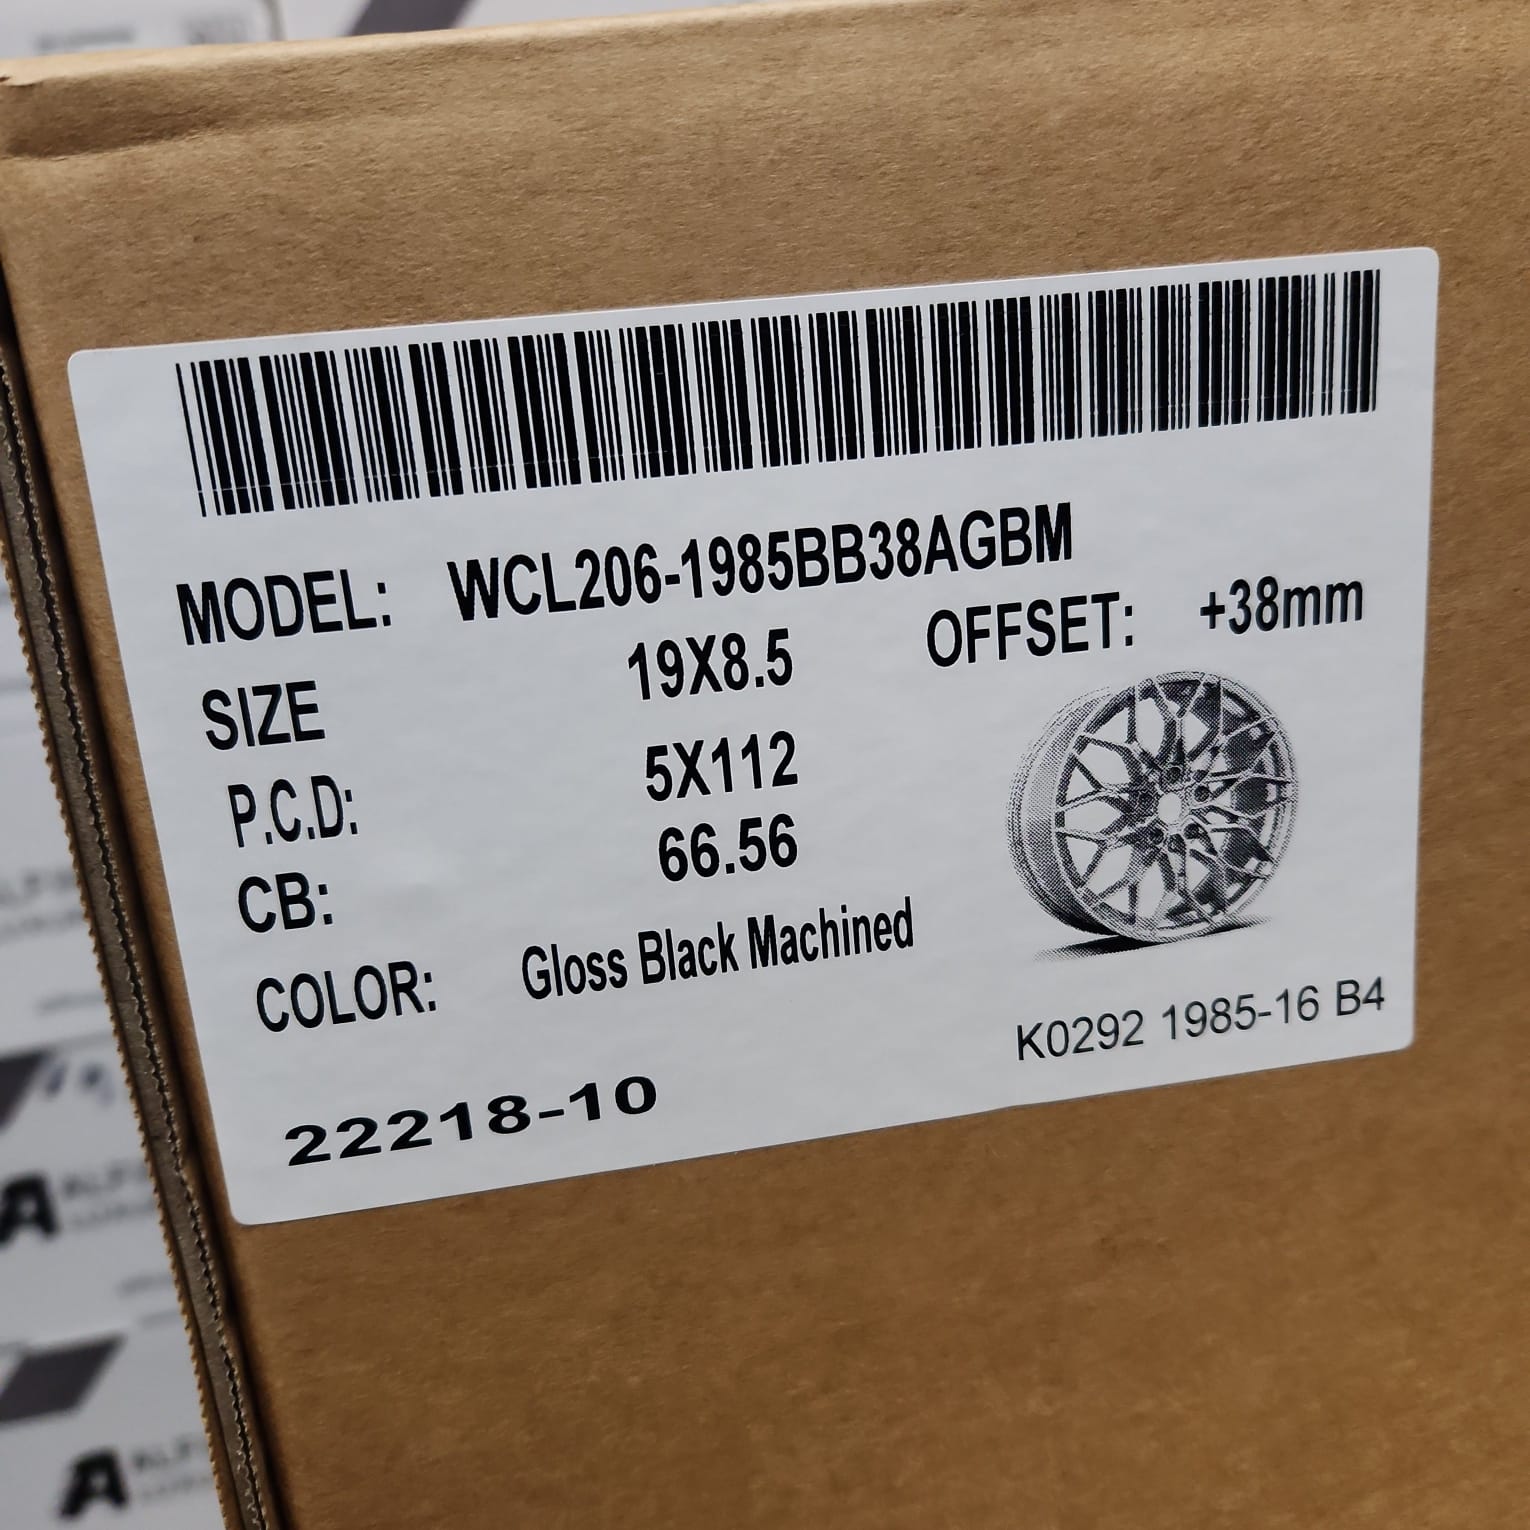 MODEL: WCL206-1985BB38AGBM
SIZE 19X8.5 OFFSET: +38mm
P.C.D: 5X112
CB: 66.56
COLOR: Gloss Black Machined
K0292 1985-16 B4
22218-10